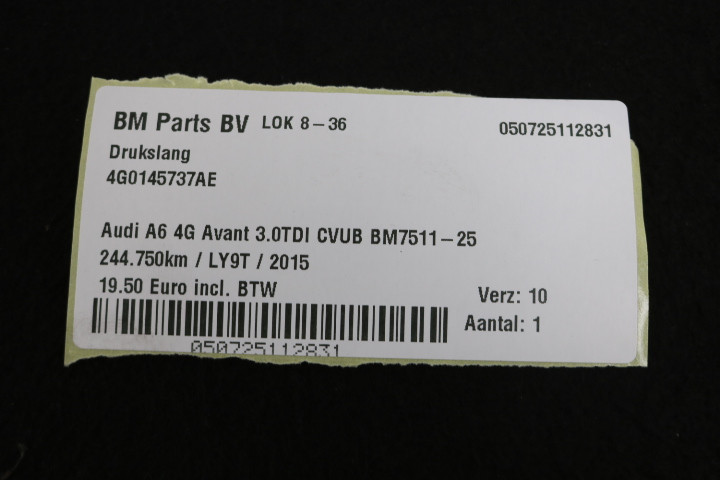 BM Parts BV LOK 8-36 050725112831
Drukslang
4G0145737AE
Audi A6 4G Avant 3.0TDI CVUB BM7511-25
244.750km / LY9T / 2015
19.50 Euro incl. BTW
Verz: 10
Aantal: 1
050725112831